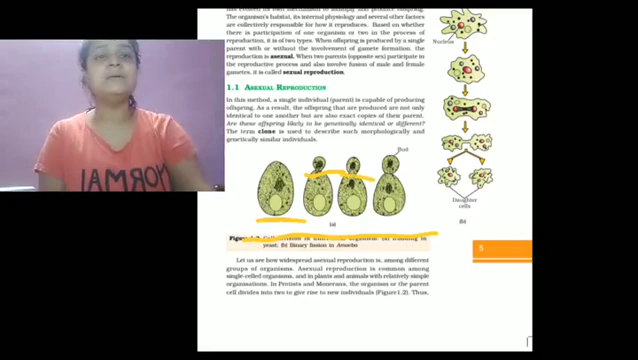 has evolved its own mechanism to multiply and produce offspring.
The organism's habitat, its internal physiology and several other factors
are collectively responsible for how it reproduces. Based on whether
there is participation of one organism or two in the process of
reproduction, it is of two types. When offspring is produced by a single
parent with or without the involvement of gamete formation, the
reproduction is asexual. When two parents (opposite sex) participate in
the reproductive process and also involve fusion of male and female
gametes, it is called sexual reproduction.
1.1 ASEXUAL REPRODUCTION
In this method, a single individual (parent) is capable of producing
offspring. As a result, the offspring that are produced are not only
identical to one another but are also exact copies of their parent.
Are these offspring likely to be genetically identical or different?
The term clone is used to describe such morphologically and
genetically similar individuals.
Nucleus
Bud
(a)
Daughter
cells
(b)
yeast; (b) Binary fission in Amoeba
5
Let us see how widespread asexual reproduction is, among different
groups of organisms. Asexual reproduction is common among
single-celled organisms, and in plants and animals with relatively simple
organisations. In Protists and Monerans, the organism or the parent
cell divides into two to give rise to new individuals (Figure1.2). Thus,
NORMAL